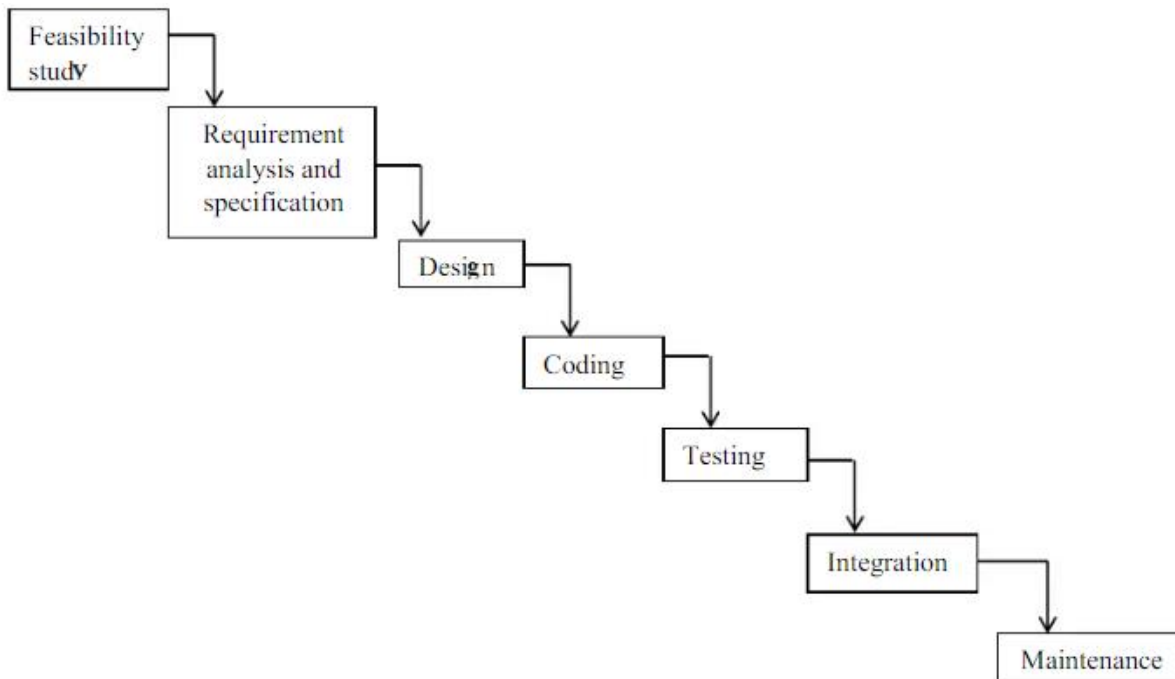 Feasibility
study
Requirement
analysis and
specification
Design
Coding
Testing
Integration
Maintenance